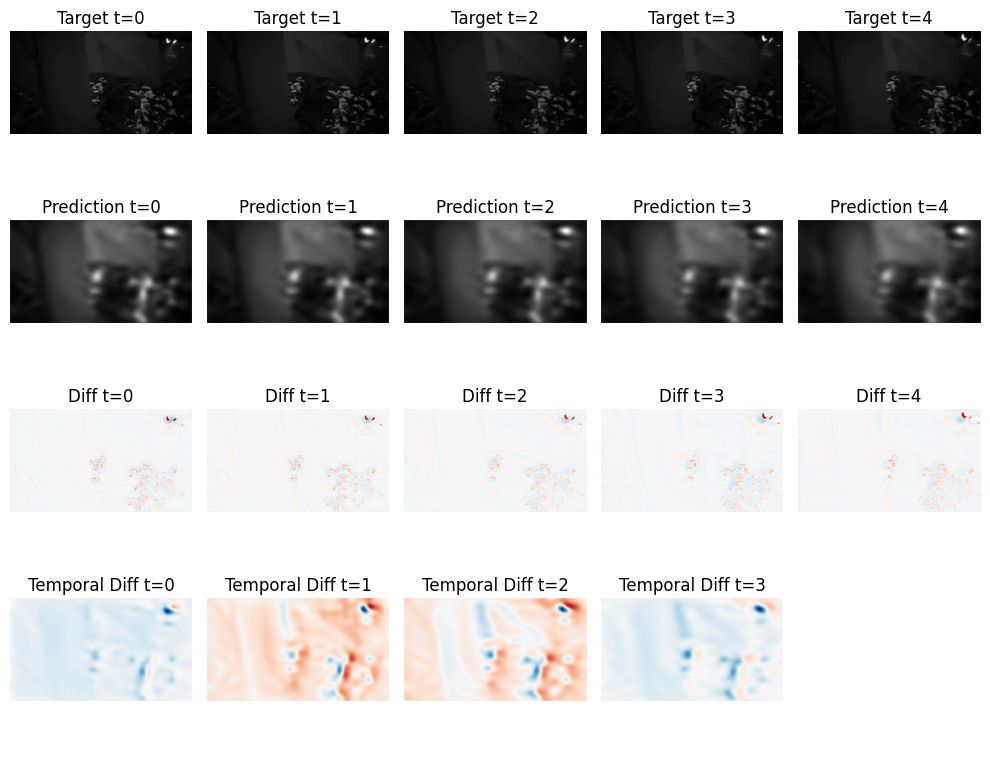 Target t=0 Target t=1 Target t=2 Target t=3 Target t=4
Prediction t=0 Prediction t=1 Prediction t=2 Prediction t=3 Prediction t=4
Diff t=0 Diff t=1 Diff t=2 Diff t=3 Diff t=4
Temporal Diff t=0 Temporal Diff t=1 Temporal Diff t=2 Temporal Diff t=3